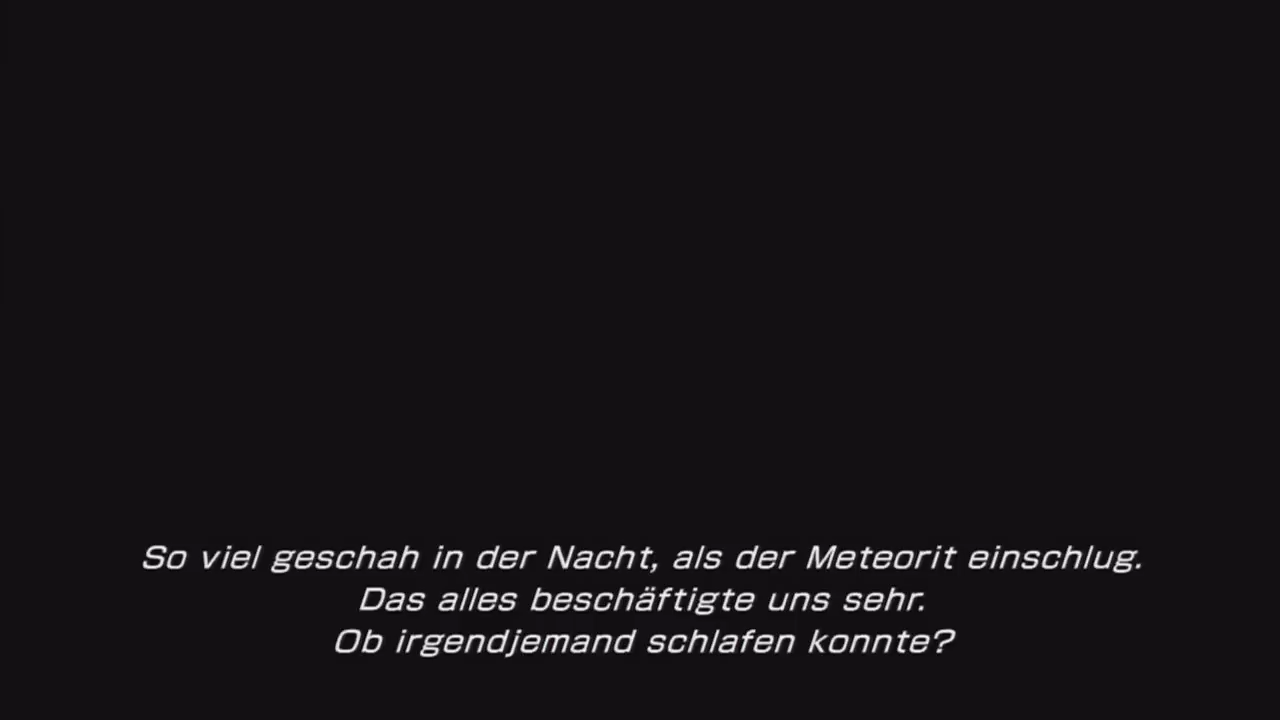 So viel geschah in der Nacht, als der Meteorit einschlug.
Das alles beschäftigte uns sehr.
Ob irgendjemand schlafen konnte?